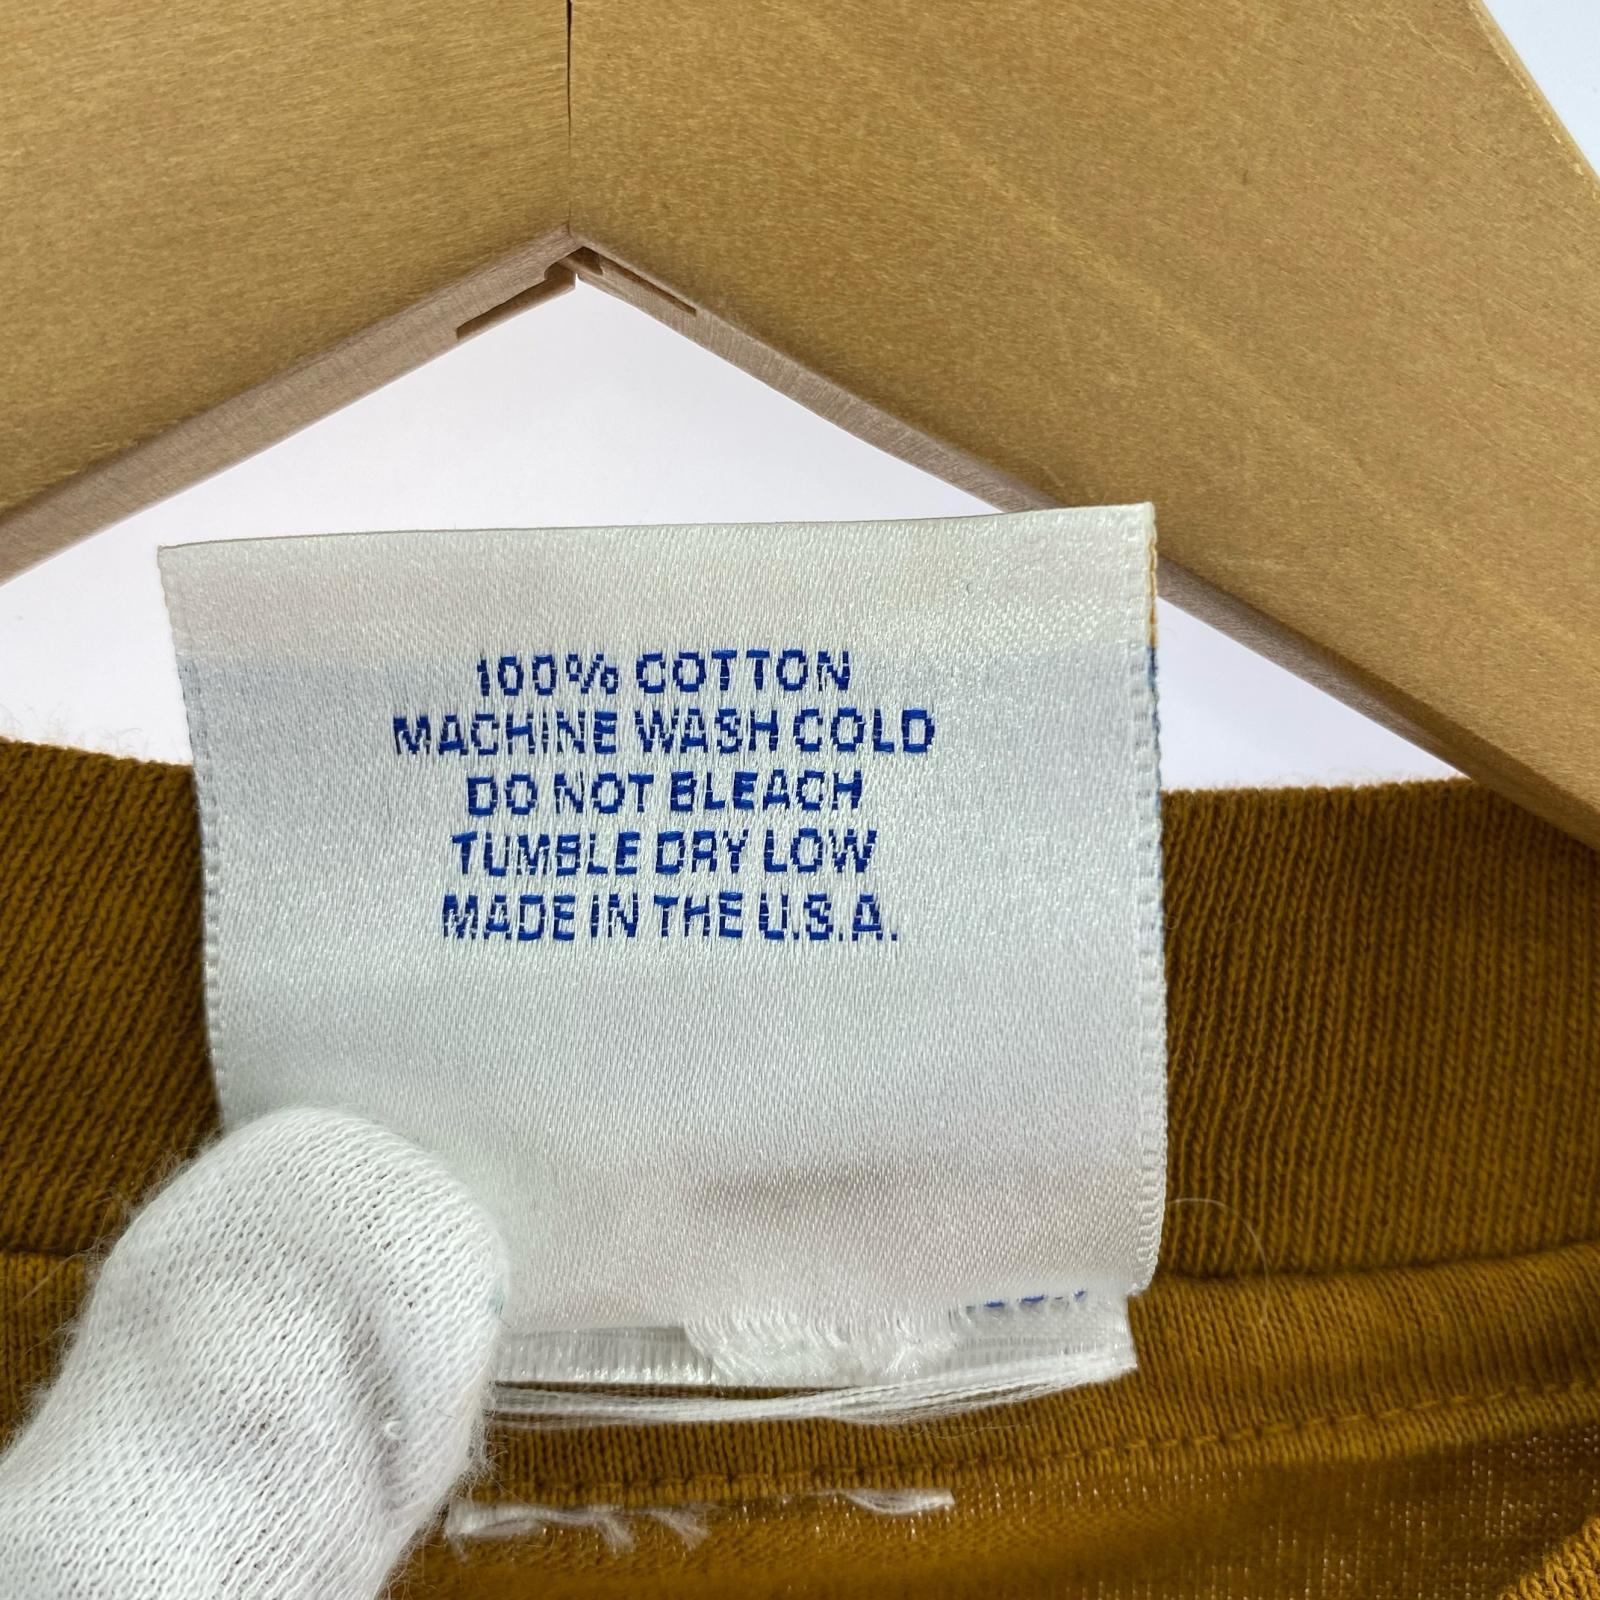 100% COTTON
MACHINE WASH COLD
DO NOT BLEACH
TUMBLE DRY LOW
MADE IN THE U.S.A.